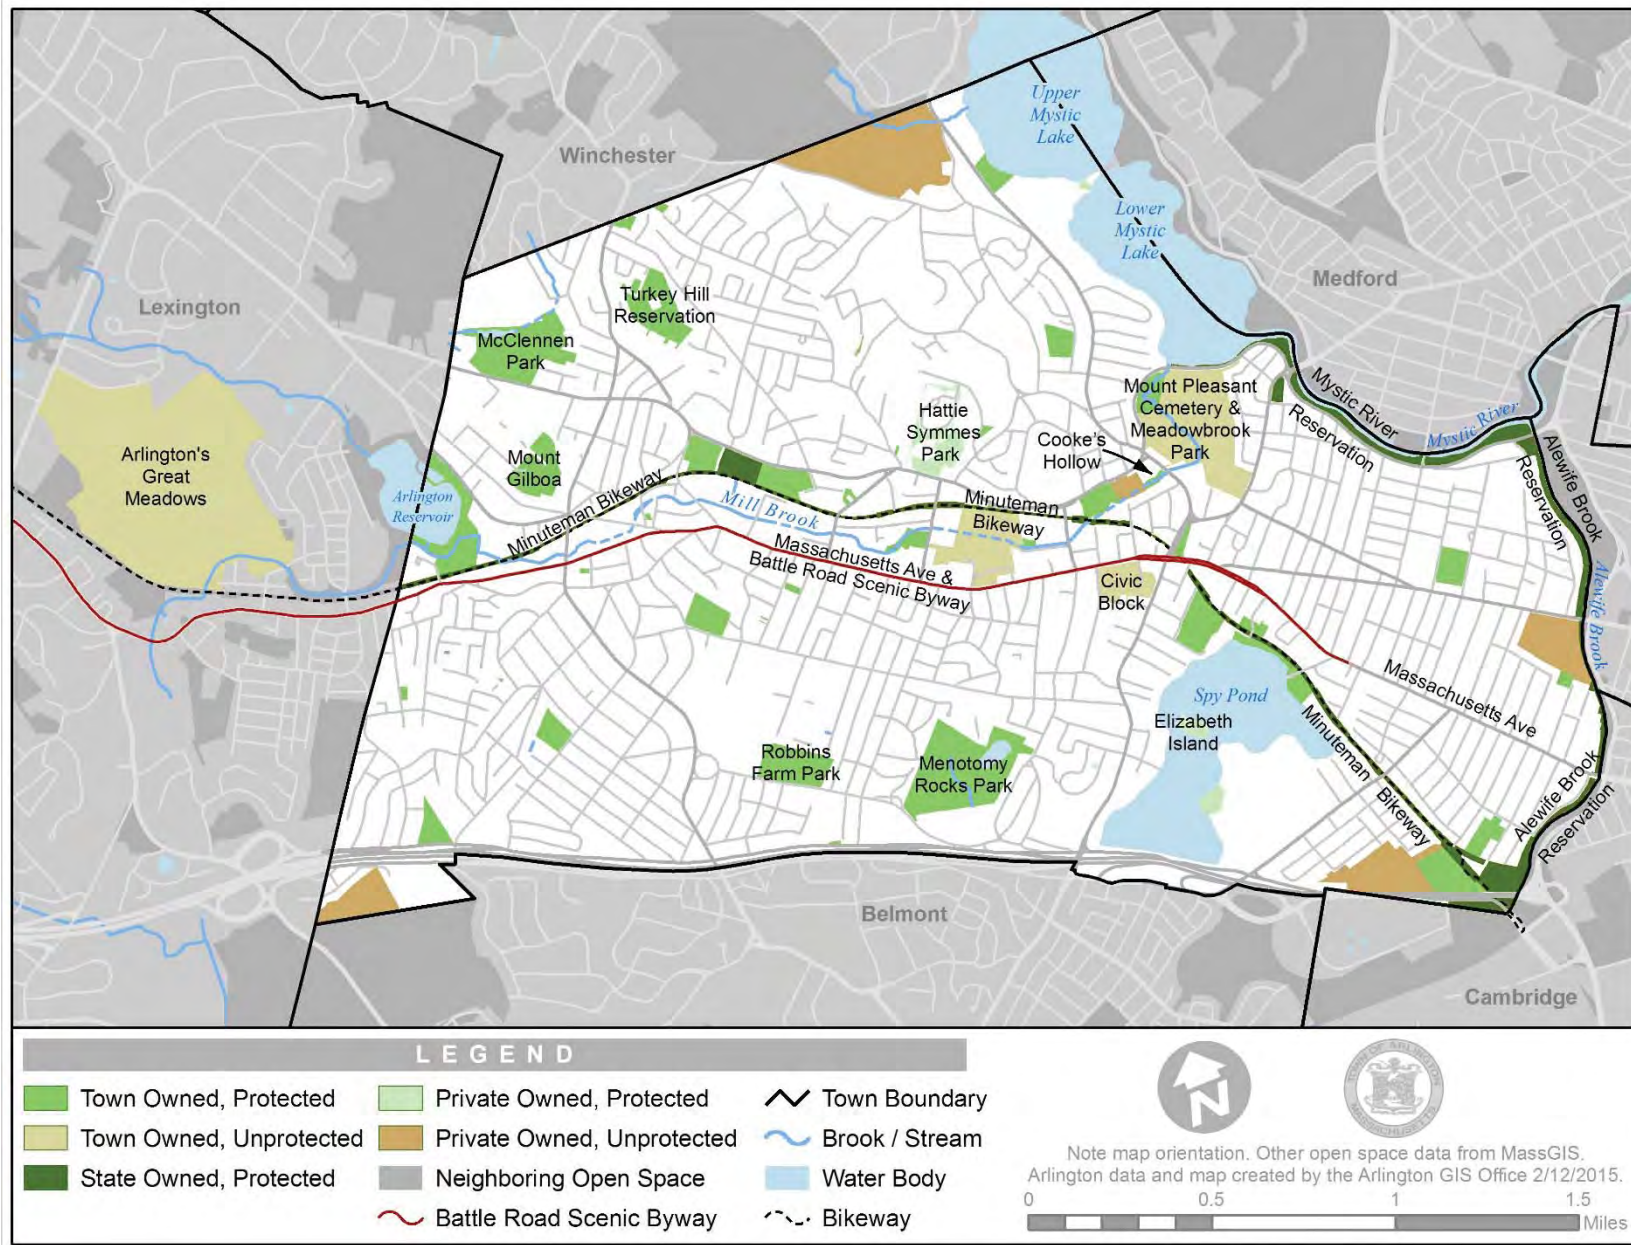 Upper
Mystic
Lake
Winchester
Lower
Mystic
Lake
Medford
Lexington
Turkey Hill
Reservation
McClennen
Park
Mount Pleasant
Cemetery &
Meadowbrook
Park
Mystic River
Reservation
Mystic River
Hattie
Symmes
Park
Cooke's
Hollow
Alewife Brook
Reservation
Arlington's
Great
Meadows
Mount
Gilboa
Arlington
Reservoir
Minuteman Bikeway
Mill Brook
Minuteman
Bikeway
Massachusetts Ave &
Battle Road Scenic Byway
Civic
Block
Alewife Brook
Massachusetts Ave
Spy Pond
Elizabeth
Island
Minuteman
Bikeway
Robbins
Farm Park
Menotomy
Rocks Park
Alewife Brook
Reservation
Belmont
Cambridge
LEGEND
Town Owned, Protected
Town Owned, Unprotected
State Owned, Protected
Private Owned, Protected
Private Owned, Unprotected
Neighboring Open Space
Battle Road Scenic Byway
Town Boundary
Brook / Stream
Water Body
Bikeway
N
TOWN OF ARLINGTON
MASSACHUSETTS
Note map orientation. Other open space data from MassGIS.
Arlington data and map created by the Arlington GIS Office 2/12/2015.
0 0.5 1 1.5
Miles